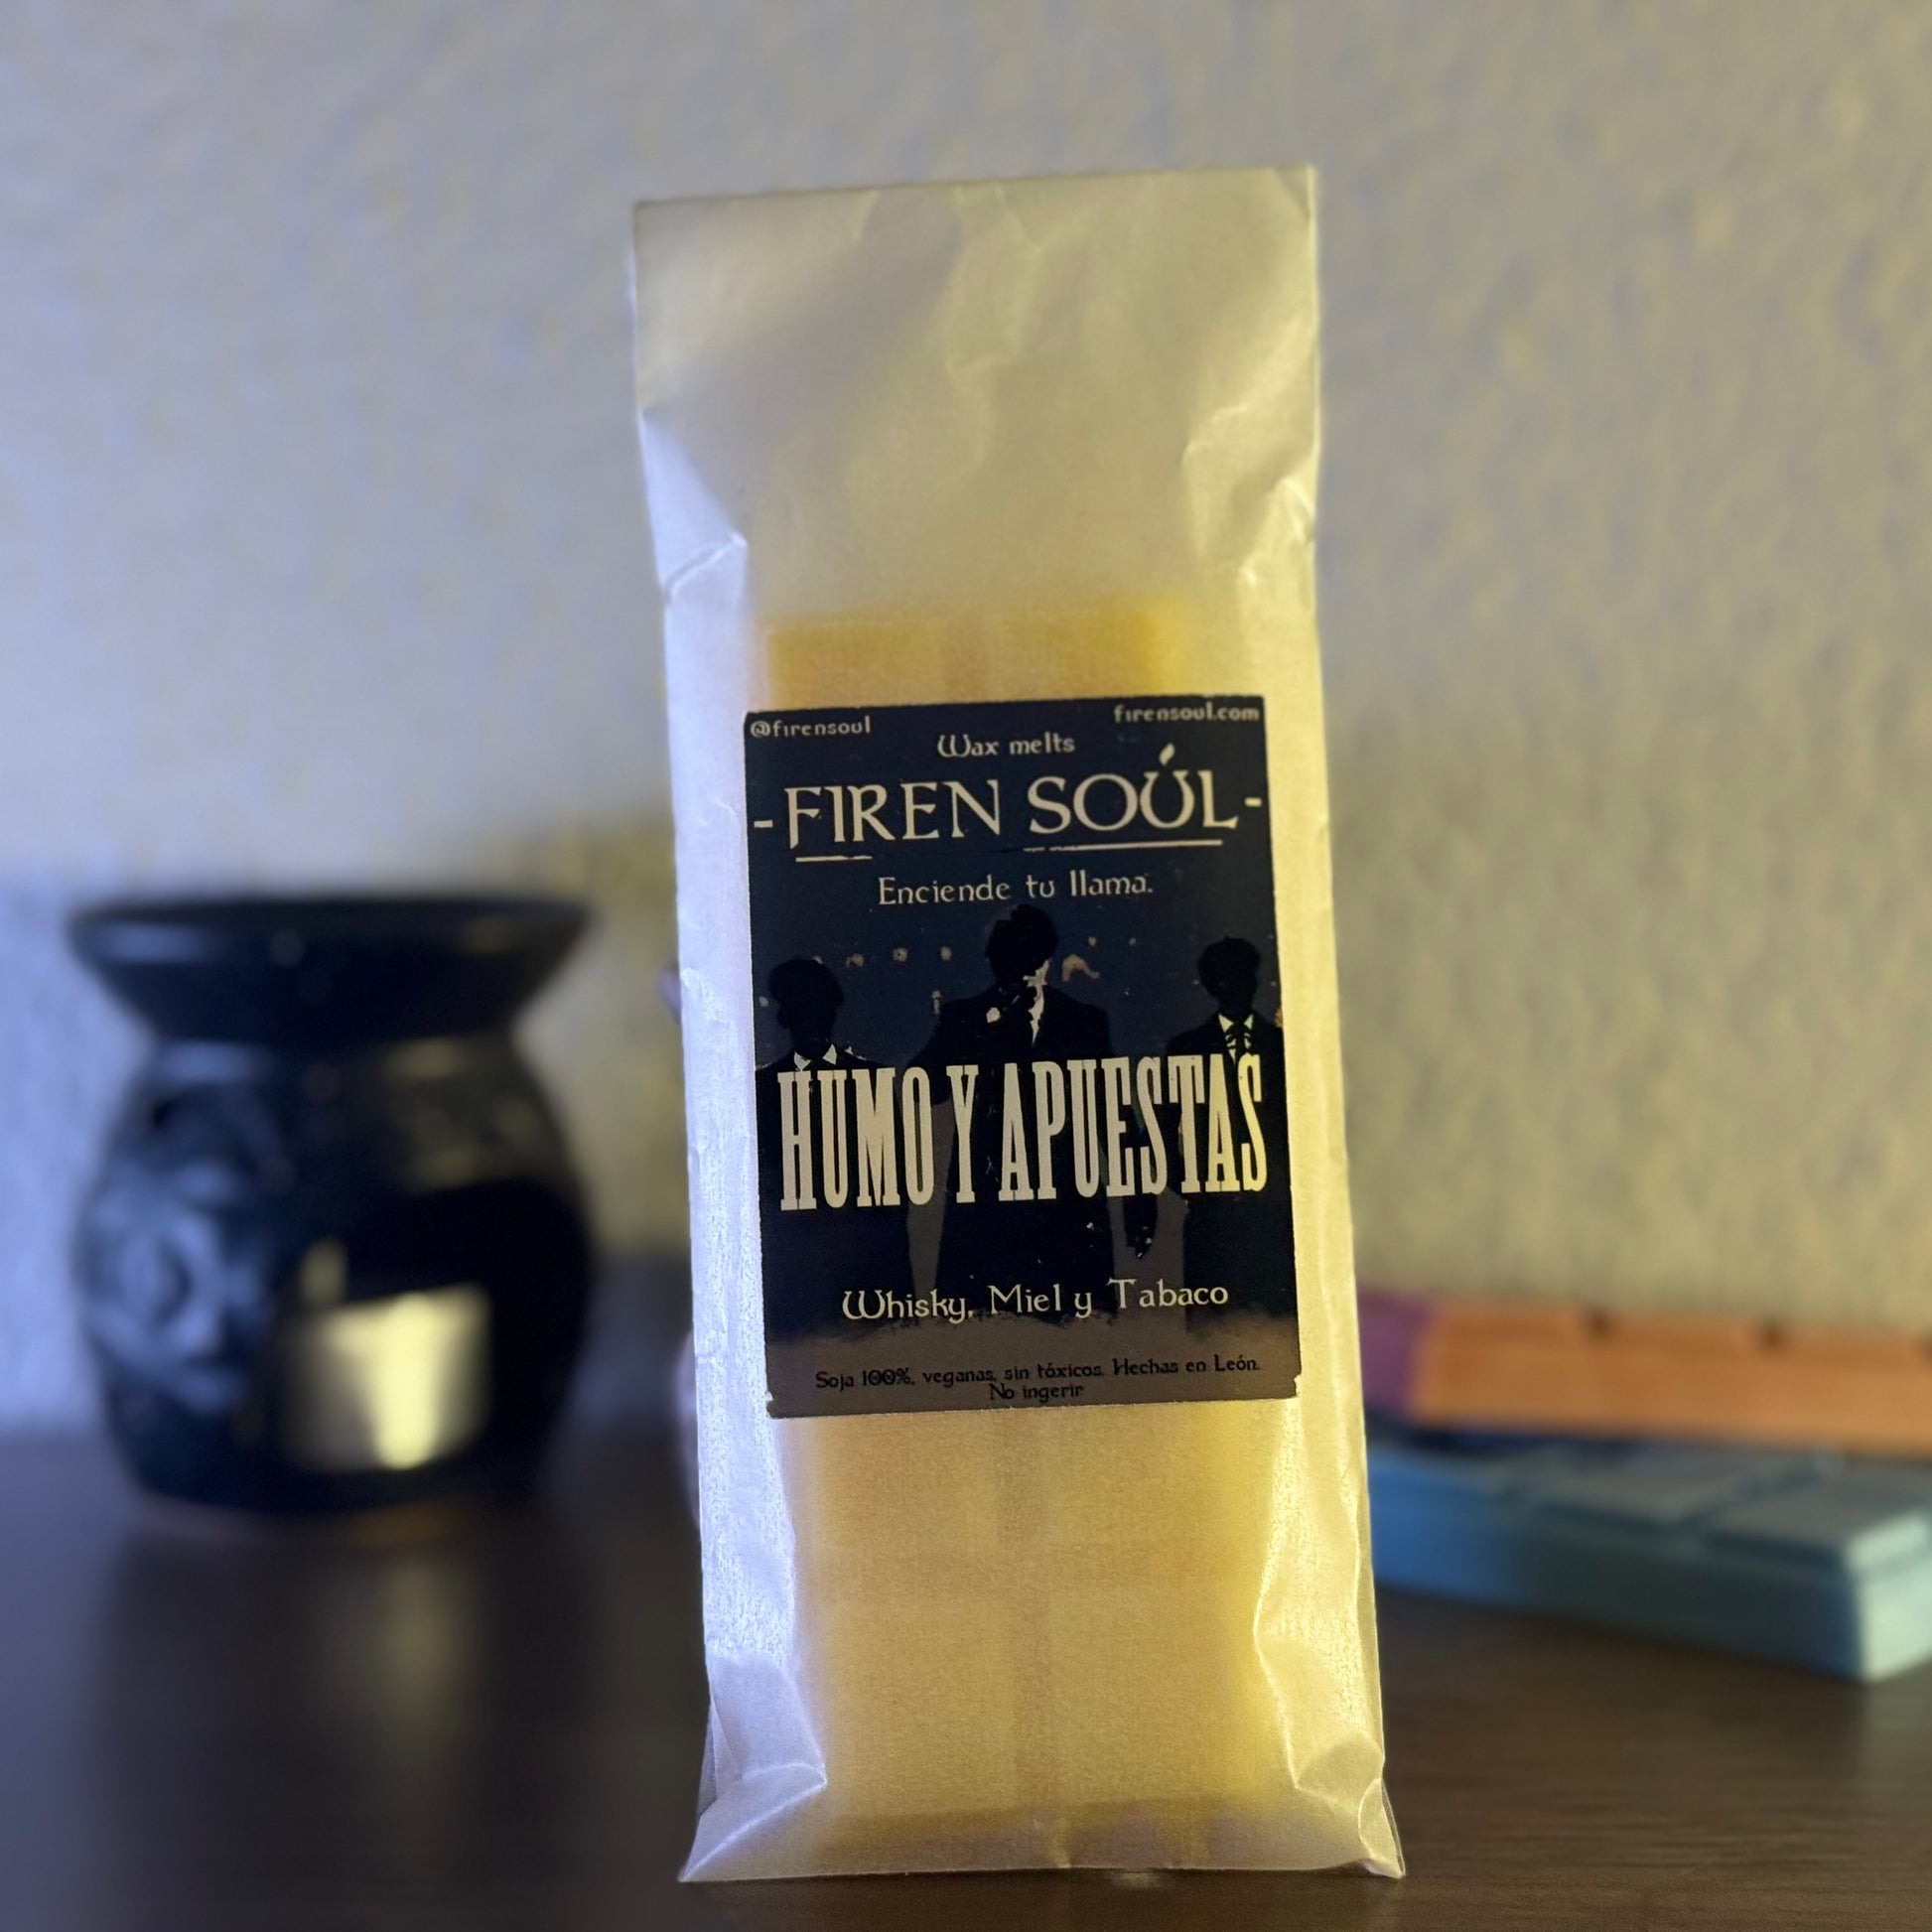 @firensoul
firensoul.com
Wax melts
-FIREN SOÚL-
Enciende tu llama.
HUMO Y APUESTAS
Whisky, Miel y Tabaco
Soja 100%, veganas, sin tóxicos. Hechas en León.
No ingerir